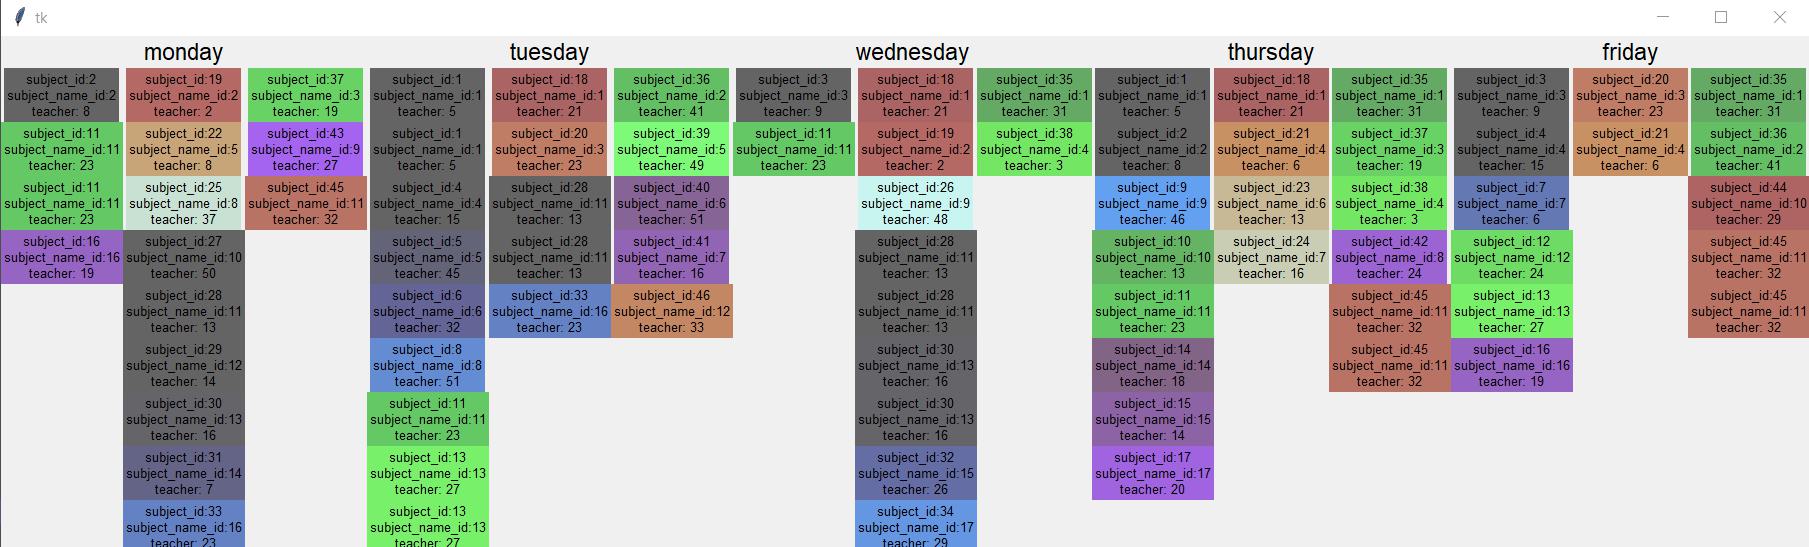 tk
monday
subject_id:2
subject_name_id:2
teacher: 8
subject_id:11
subject_name_id:11
teacher: 23
subject_id:11
subject_name_id:11
teacher: 23
subject_id:16
subject_name_id:16
teacher: 19
subject_id:19
subject_name_id:2
teacher: 2
subject_id:22
subject_name_id:5
teacher: 8
subject_id:25
subject_name_id:8
teacher: 37
subject_id:27
subject_name_id:10
teacher: 50
subject_id:28
subject_name_id:11
teacher: 13
subject_id:29
subject_name_id:12
teacher: 14
subject_id:30
subject_name_id:13
teacher: 16
subject_id:31
subject_name_id:14
teacher: 7
subject_id:33
subject_name_id:16
teacher: 23
subject_id:37
subject_name_id:3
teacher: 19
subject_id:43
subject_name_id:9
teacher: 27
subject_id:45
subject_name_id:11
teacher: 32
tuesday
subject_id:1
subject_name_id:1
teacher: 5
subject_id:1
subject_name_id:1
teacher: 5
subject_id:4
subject_name_id:4
teacher: 15
subject_id:5
subject_name_id:5
teacher: 45
subject_id:6
subject_name_id:6
teacher: 32
subject_id:8
subject_name_id:8
teacher: 51
subject_id:11
subject_name_id:11
teacher: 23
subject_id:13
subject_name_id:13
teacher: 27
subject_id:13
subject_name_id:13
teacher: 27
subject_id:18
subject_name_id:1
teacher: 21
subject_id:20
subject_name_id:3
teacher: 23
subject_id:28
subject_name_id:11
teacher: 13
subject_id:28
subject_name_id:11
teacher: 13
subject_id:33
subject_name_id:16
teacher: 23
subject_id:36
subject_name_id:2
teacher: 41
subject_id:39
subject_name_id:5
teacher: 49
subject_id:40
subject_name_id:6
teacher: 51
subject_id:41
subject_name_id:7
teacher: 16
subject_id:46
subject_name_id:12
teacher: 33
wednesday
subject_id:3
subject_name_id:3
teacher: 9
subject_id:11
subject_name_id:11
teacher: 23
subject_id:18
subject_name_id:1
teacher: 21
subject_id:19
subject_name_id:2
teacher: 2
subject_id:26
subject_name_id:9
teacher: 48
subject_id:28
subject_name_id:11
teacher: 13
subject_id:28
subject_name_id:11
teacher: 13
subject_id:30
subject_name_id:13
teacher: 16
subject_id:30
subject_name_id:13
teacher: 16
subject_id:32
subject_name_id:15
teacher: 26
subject_id:34
subject_name_id:17
teacher: 29
subject_id:35
subject_name_id:1
teacher: 31
subject_id:38
subject_name_id:4
teacher: 3
thursday
subject_id:1
subject_name_id:1
teacher: 5
subject_id:2
subject_name_id:2
teacher: 8
subject_id:9
subject_name_id:9
teacher: 46
subject_id:10
subject_name_id:10
teacher: 13
subject_id:11
subject_name_id:11
teacher: 23
subject_id:14
subject_name_id:14
teacher: 18
subject_id:15
subject_name_id:15
teacher: 14
subject_id:17
subject_name_id:17
teacher: 20
subject_id:18
subject_name_id:1
teacher: 21
subject_id:21
subject_name_id:4
teacher: 6
subject_id:23
subject_name_id:6
teacher: 13
subject_id:24
subject_name_id:7
teacher: 16
subject_id:35
subject_name_id:1
teacher: 31
subject_id:37
subject_name_id:3
teacher: 19
subject_id:38
subject_name_id:4
teacher: 3
subject_id:42
subject_name_id:8
teacher: 24
subject_id:45
subject_name_id:11
teacher: 32
subject_id:45
subject_name_id:11
teacher: 32
friday
subject_id:3
subject_name_id:3
teacher: 9
subject_id:4
subject_name_id:4
teacher: 15
subject_id:7
subject_name_id:7
teacher: 6
subject_id:12
subject_name_id:12
teacher: 24
subject_id:13
subject_name_id:13
teacher: 27
subject_id:16
subject_name_id:16
teacher: 19
subject_id:20
subject_name_id:3
teacher: 23
subject_id:21
subject_name_id:4
teacher: 6
subject_id:35
subject_name_id:1
teacher: 31
subject_id:36
subject_name_id:2
teacher: 41
subject_id:44
subject_name_id:10
teacher: 29
subject_id:45
subject_name_id:11
teacher: 32
subject_id:45
subject_name_id:11
teacher: 32